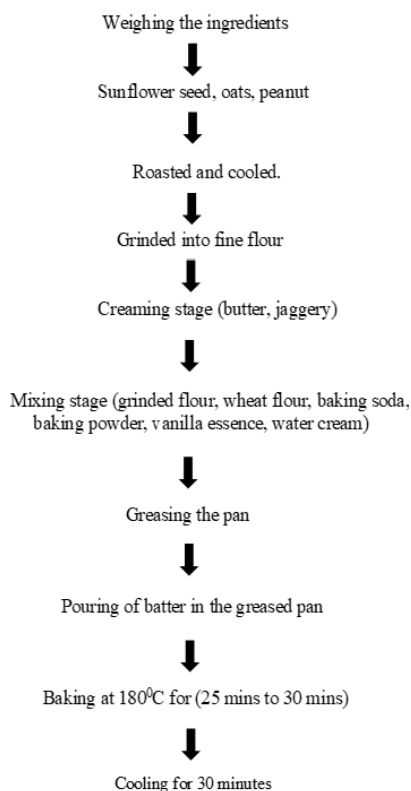 Weighing the ingredients
Sunflower seed, oats, peanut
Roasted and cooled.
Grinded into fine flour
Creaming stage (butter, jaggery)
Mixing stage (grinded flour, wheat flour, baking soda,
baking powder, vanilla essence, water cream)
Greasing the pan
Pouring of batter in the greased pan
Baking at 180⁰C for (25 mins to 30 mins)
Cooling for 30 minutes